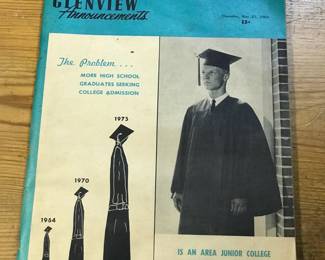 GLENVIEW
Announcements
15¢
The Problem...
MORE HIGH SCHOOL
GRADUATES SEEKING
COLLEGE ADMISSION
1975
1970
1964
IS AN AREA JUNIOR COLLEGE